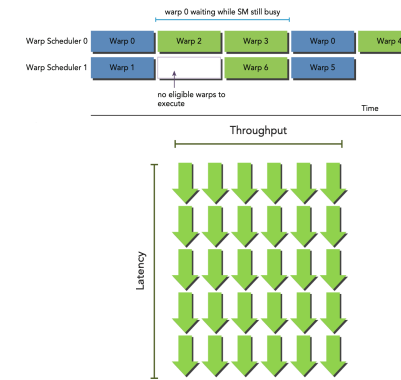 warp 0 waiting while SM still busy
Warp Scheduler 0 Warp 0 Warp 2 Warp 3 Warp 0 Warp 4
Warp Scheduler 1 Warp 1 Warp 6 Warp 5
no eligible warps to
execute
Time
Throughput
Latency